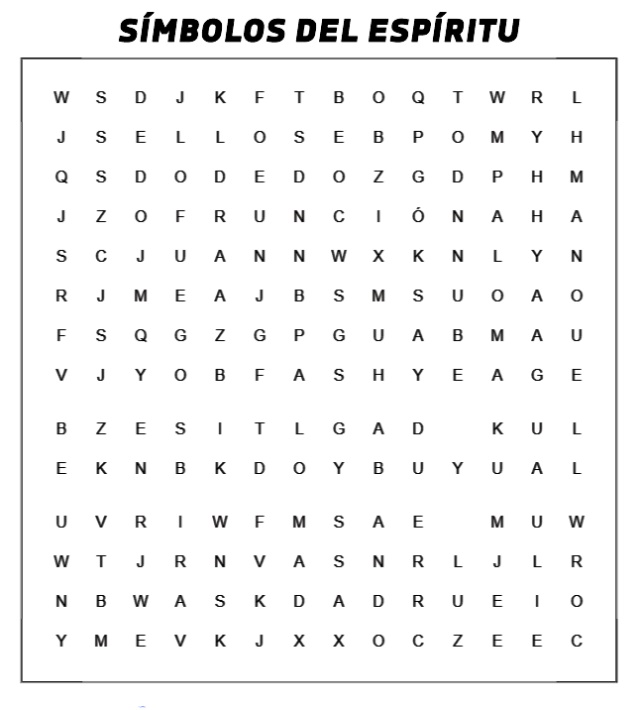 SÍMBOLOS DEL ESPÍRITU
W S D J K F T B O Q T W R L
J S E L L O S E B P O M Y H
Q S D O D E D O Z G D P H M
J Z O F R U N C I Ó N A H A
S C J U A N N W X K N L Y N
R J M E A J B S M S U O A O
F S Q G Z G P G U A B M A U
V J Y O B F A S H Y E A G E
B Z E S I T L G A D K U L
E K N B K D O Y B U Y U A L
U V R I W F M S A E M U W
W T J R N V A S N R L J L R
N B W A S K D A D R U E I O
Y M E V K J X X O C Z E E C